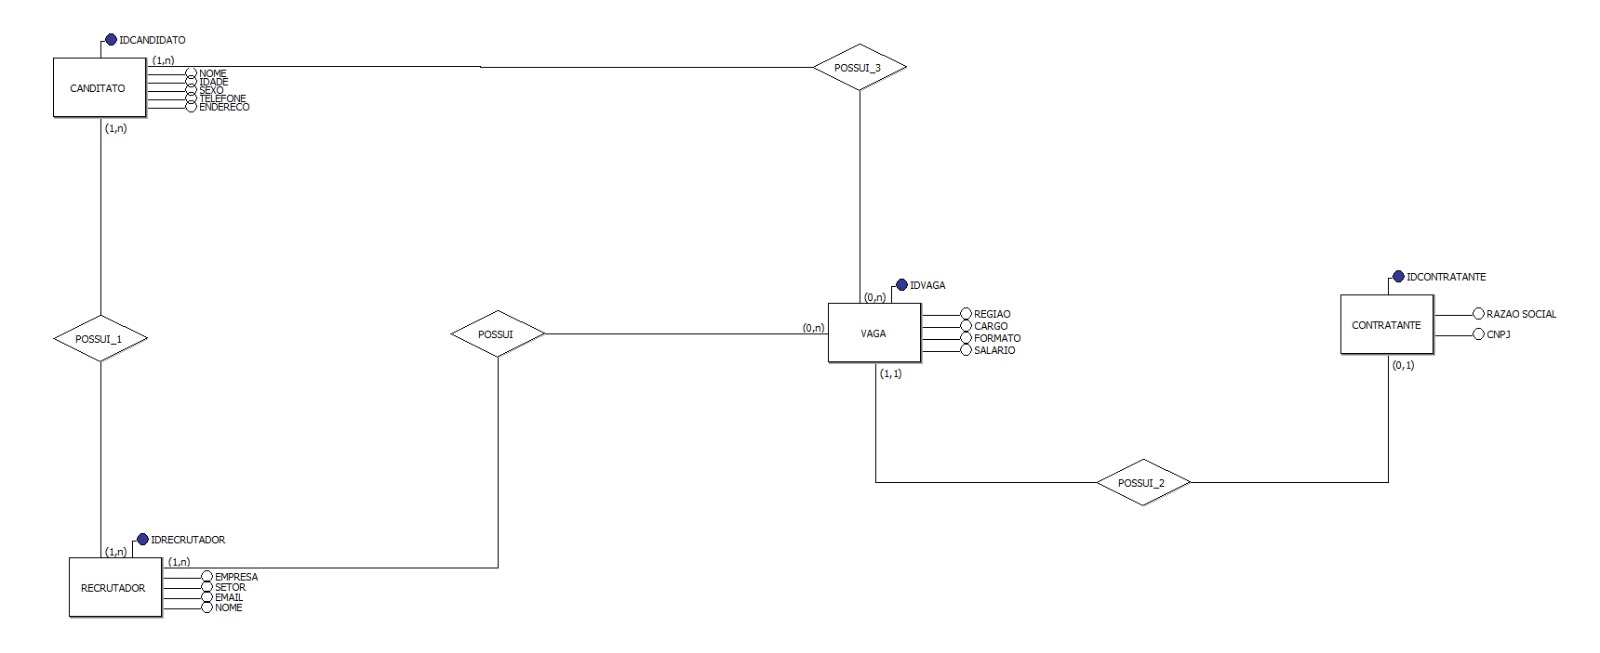 IDCANDIDATO
(1,n)
CANDITATO
NOME
IDADE
SEXO
TELEFONE
ENDERECO
(1,n)
POSSUI_3
POSSUI_1
POSSUI
(0,n)
(0,n)
IDVAGA
VAGA
REGIAO
CARGO
FORMATO
SALARIO
(1,1)
IDCONTRATANTE
CONTRATANTE
RAZAO SOCIAL
CNPJ
(0,1)
POSSUI_2
(1,n)
IDRECRUTADOR
(1,n)
RECRUTADOR
EMPRESA
SETOR
EMAIL
NOME